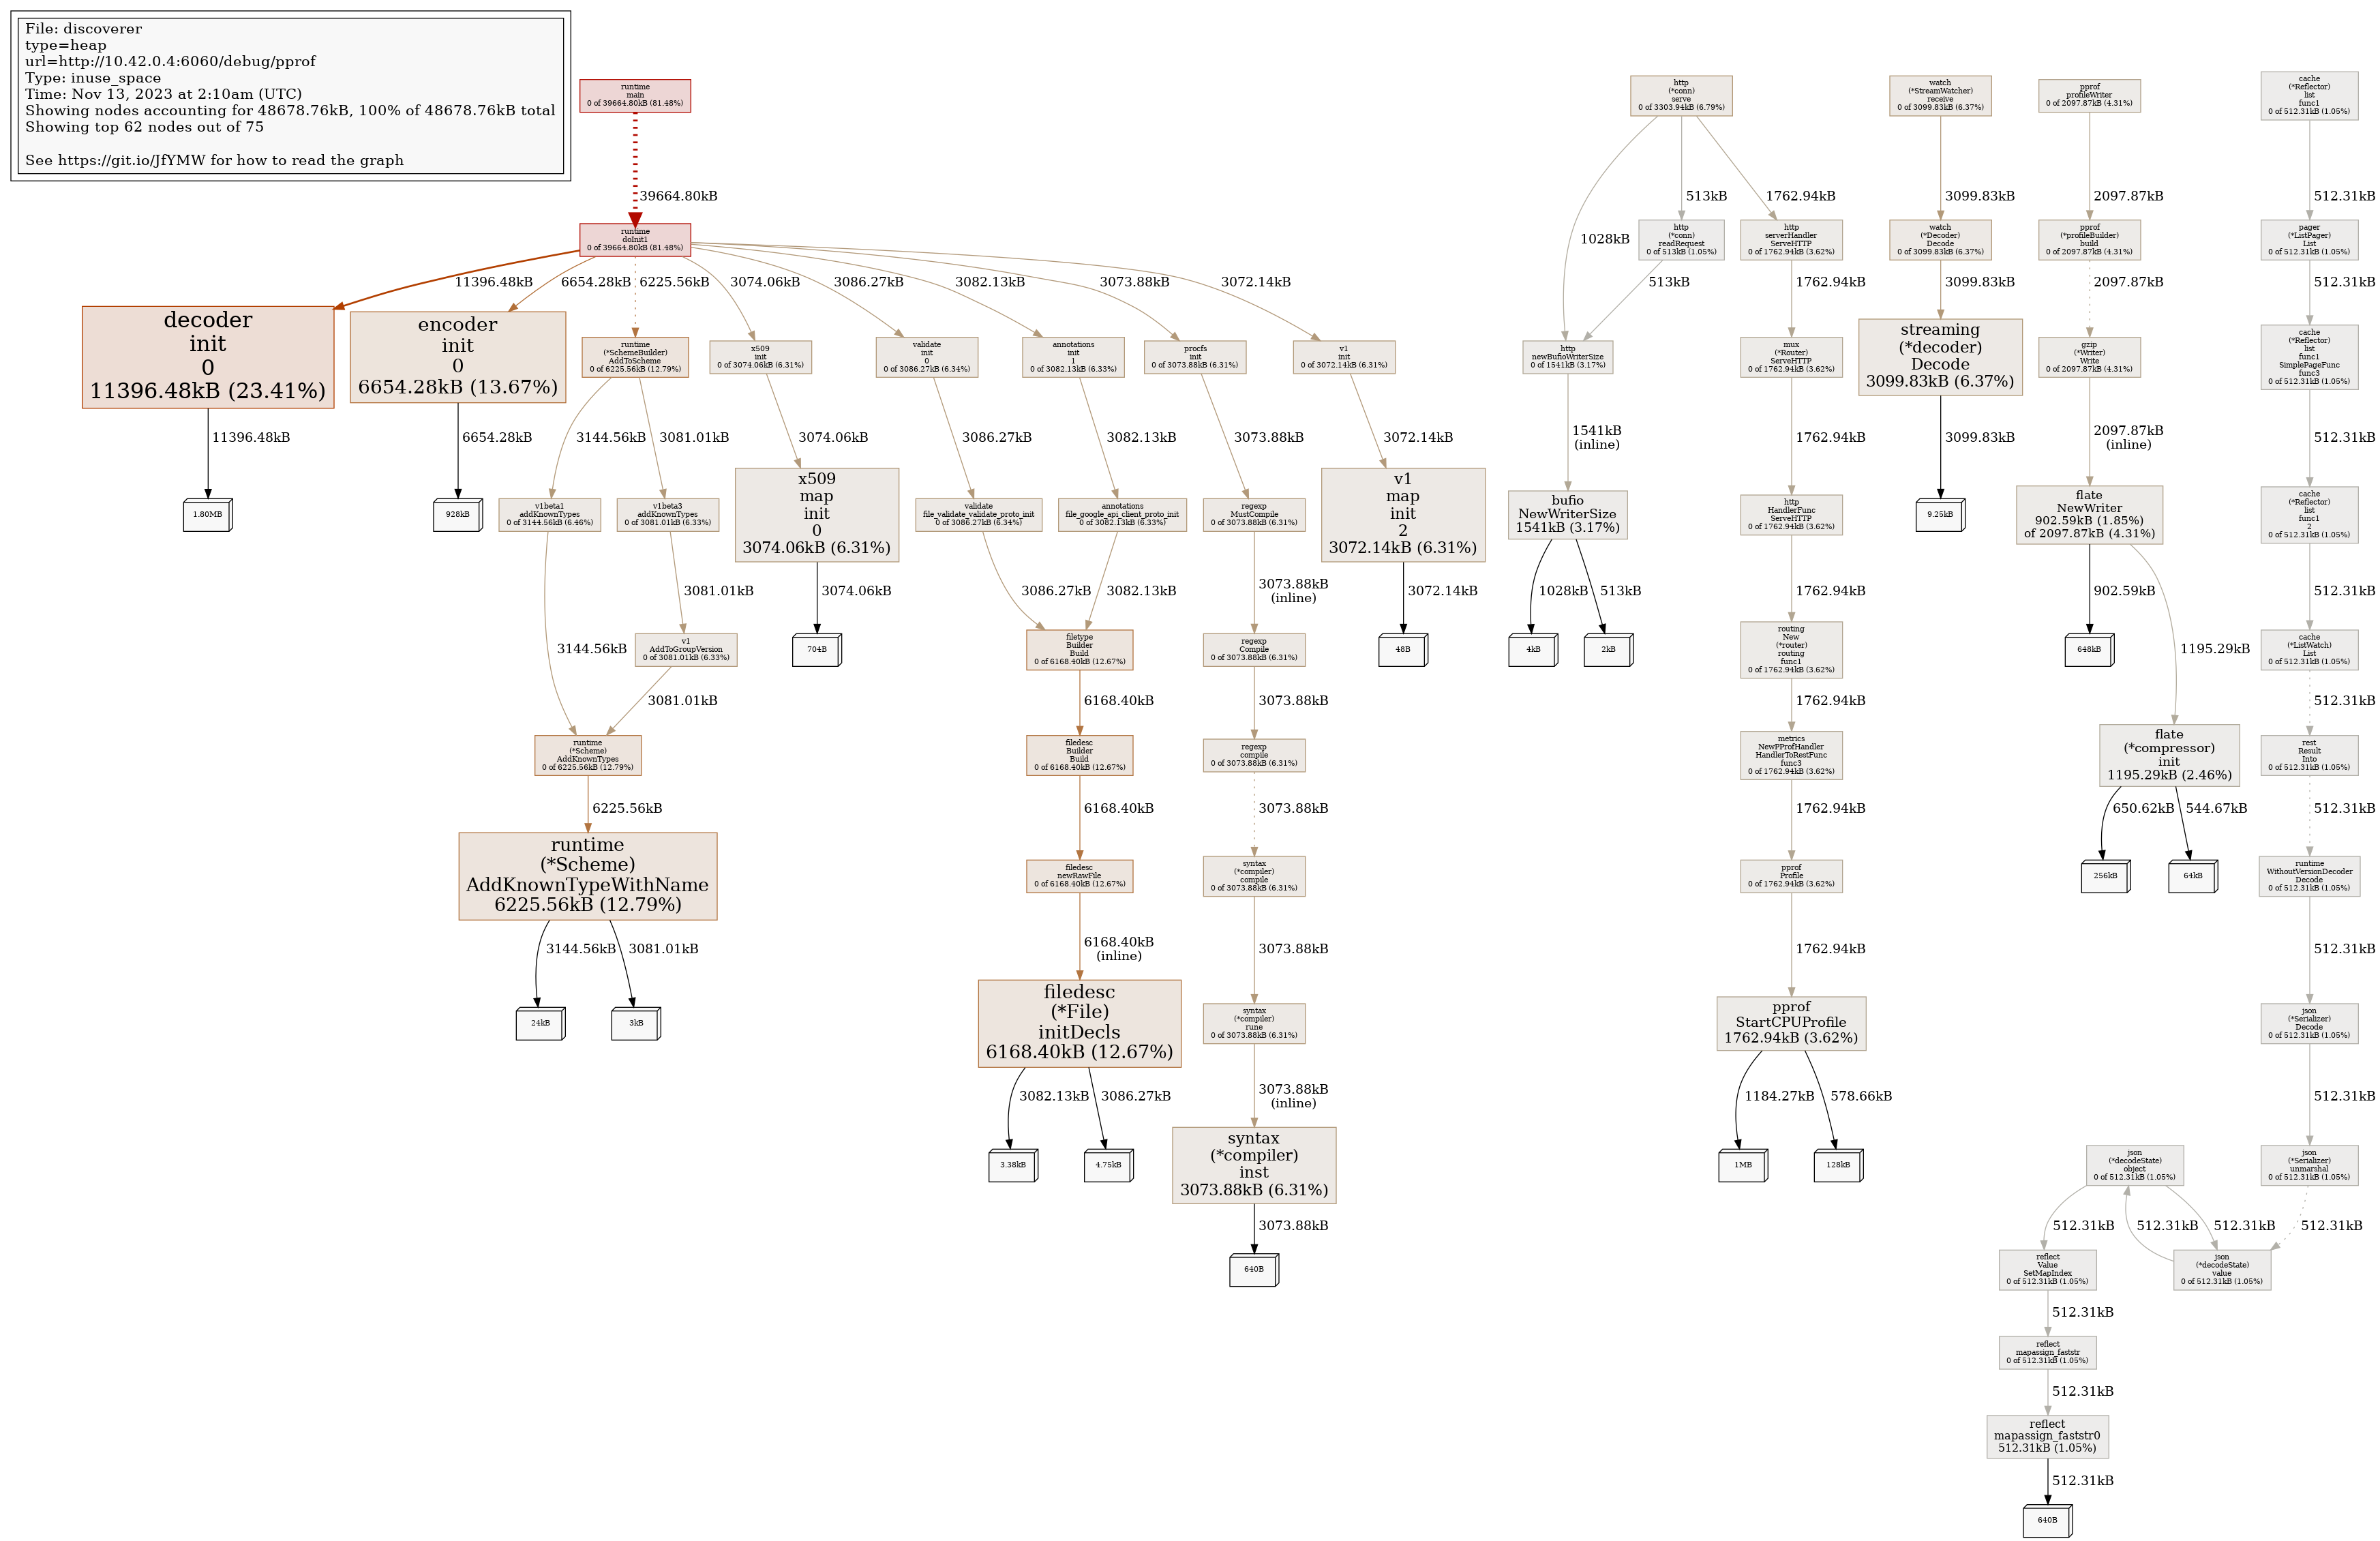 File: discoverer
type=heap
url=http://10.42.0.4:6060/debug/pprof
Type: inuse_space
Time: Nov 13, 2023 at 2:10am (UTC)
Showing nodes accounting for 48678.76kB, 100% of 48678.76kB total
Showing top 62 nodes out of 75
See https://git.io/JfYMW for how to read the graph
runtime
main
0 of 39664.80kB (81.48%)
39664.80kB
runtime
doInit1
0 of 39664.80kB (81.48%)
11396.48kB
6654.28kB
6225.56kB
3074.06kB
3086.27kB
3082.13kB
3073.88kB
3072.14kB
decoder
init
0
11396.48kB (23.41%)
11396.48kB
1.80MB
encoder
init
0
6654.28kB (13.67%)
6654.28kB
928kB
runtime
(*SchemeBuilder)
AddToScheme
0 of 6225.56kB (12.79%)
3144.56kB
3081.01kB
v1beta1
addKnownTypes
0 of 3144.56kB (6.46%)
3144.56kB
v1beta3
addKnownTypes
0 of 3081.01kB (6.33%)
3081.01kB
v1
AddToGroupVersion
0 of 3081.01kB (6.33%)
3081.01kB
runtime
(*Scheme)
AddKnownTypes
0 of 6225.56kB (12.79%)
6225.56kB
runtime
(*Scheme)
AddKnownTypeWithName
6225.56kB (12.79%)
3144.56kB
3081.01kB
24kB
3kB
x509
init
0 of 3074.06kB (6.31%)
3074.06kB
x509
map
init
0
3074.06kB (6.31%)
3074.06kB
704B
validate
init
0
0 of 3086.27kB (6.34%)
3086.27kB
validate
file_validate_validate_proto_init
0 of 3086.27kB (6.34%)
3086.27kB
annotations
init
1
0 of 3082.13kB (6.33%)
3082.13kB
annotations
file_google_api_client_proto_init
0 of 3082.13kB (6.33%)
3082.13kB
filetype
Builder
Build
0 of 6168.40kB (12.67%)
6168.40kB
filedesc
Builder
Build
0 of 6168.40kB (12.67%)
6168.40kB
filedesc
newRawFile
0 of 6168.40kB (12.67%)
6168.40kB
(inline)
filedesc
(*File)
initDecls
6168.40kB (12.67%)
3082.13kB
3086.27kB
3.38kB
4.75kB
procfs
init
0 of 3073.88kB (6.31%)
3073.88kB
regexp
MustCompile
0 of 3073.88kB (6.31%)
3073.88kB
(inline)
regexp
Compile
0 of 3073.88kB (6.31%)
3073.88kB
regexp
compile
0 of 3073.88kB (6.31%)
3073.88kB
syntax
(*compiler)
compile
0 of 3073.88kB (6.31%)
3073.88kB
syntax
(*compiler)
rune
0 of 3073.88kB (6.31%)
3073.88kB
(inline)
syntax
(*compiler)
inst
3073.88kB (6.31%)
3073.88kB
640B
v1
init
0 of 3072.14kB (6.31%)
3072.14kB
v1
map
init
2
3072.14kB (6.31%)
3072.14kB
48B
http
(*conn)
serve
0 of 3303.94kB (6.79%)
1028kB
513kB
1762.94kB
http
(*conn)
readRequest
0 of 513kB (1.05%)
513kB
http
newBufioWriterSize
0 of 1541kB (3.17%)
1541kB
(inline)
bufio
NewWriterSize
1541kB (3.17%)
1028kB
513kB
4kB
2kB
http
serverHandler
ServeHTTP
0 of 1762.94kB (3.62%)
1762.94kB
mux
(*Router)
ServeHTTP
0 of 1762.94kB (3.62%)
1762.94kB
http
HandlerFunc
ServeHTTP
0 of 1762.94kB (3.62%)
1762.94kB
routing
New
(*router)
routing
func1
0 of 1762.94kB (3.62%)
1762.94kB
metrics
NewPProfHandler
HandlerToRestFunc
func3
0 of 1762.94kB (3.62%)
1762.94kB
pprof
Profile
0 of 1762.94kB (3.62%)
1762.94kB
pprof
StartCPUProfile
1762.94kB (3.62%)
1184.27kB
578.66kB
1MB
128kB
watch
(*StreamWatcher)
receive
0 of 3099.83kB (6.37%)
3099.83kB
watch
(*Decoder)
Decode
0 of 3099.83kB (6.37%)
3099.83kB
streaming
(*decoder)
Decode
3099.83kB (6.37%)
3099.83kB
9.25kB
pprof
profileWriter
0 of 2097.87kB (4.31%)
2097.87kB
pprof
(*profileBuilder)
build
0 of 2097.87kB (4.31%)
2097.87kB
gzip
(*Writer)
Write
0 of 2097.87kB (4.31%)
2097.87kB
(inline)
flate
NewWriter
902.59kB (1.85%)
of 2097.87kB (4.31%)
902.59kB
1195.29kB
648kB
flate
(*compressor)
init
1195.29kB (2.46%)
650.62kB
544.67kB
256kB
64kB
cache
(*Reflector)
list
func1
0 of 512.31kB (1.05%)
512.31kB
pager
(*ListPager)
List
0 of 512.31kB (1.05%)
512.31kB
cache
(*Reflector)
list
func1
SimplePageFunc
func3
0 of 512.31kB (1.05%)
512.31kB
cache
(*Reflector)
list
func1
2
0 of 512.31kB (1.05%)
512.31kB
cache
(*ListWatch)
List
0 of 512.31kB (1.05%)
512.31kB
rest
Result
Into
0 of 512.31kB (1.05%)
512.31kB
runtime
WithoutVersionDecoder
Decode
0 of 512.31kB (1.05%)
512.31kB
json
(*Serializer)
Decode
0 of 512.31kB (1.05%)
512.31kB
json
(*Serializer)
unmarshal
0 of 512.31kB (1.05%)
512.31kB
json
(*decodeState)
object
0 of 512.31kB (1.05%)
512.31kB
512.31kB
512.31kB
json
(*decodeState)
value
0 of 512.31kB (1.05%)
reflect
Value
SetMapIndex
0 of 512.31kB (1.05%)
512.31kB
reflect
mapassign_faststr
0 of 512.31kB (1.05%)
512.31kB
reflect
mapassign_faststr0
512.31kB (1.05%)
512.31kB
640B